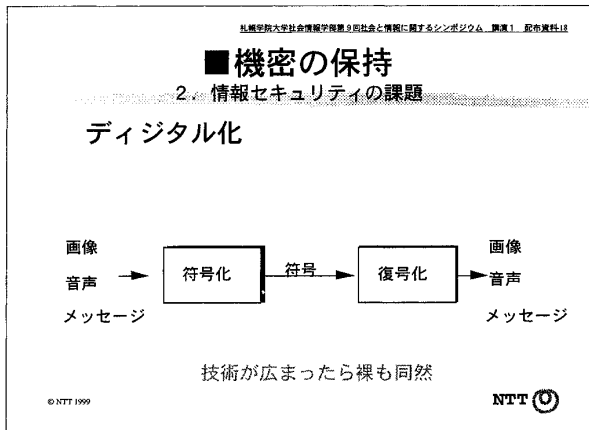 札幌学院大学社会情報学部第9回社会と情報に関するシンポジウム 講演1 配布資料18
■機密の保持
2. 情報セキュリティの課題
ディジタル化
画像
音声
メッセージ
符号化
符号
復号化
画像
音声
メッセージ
技術が広まったら裸も同然
© NTT 1999
NTT